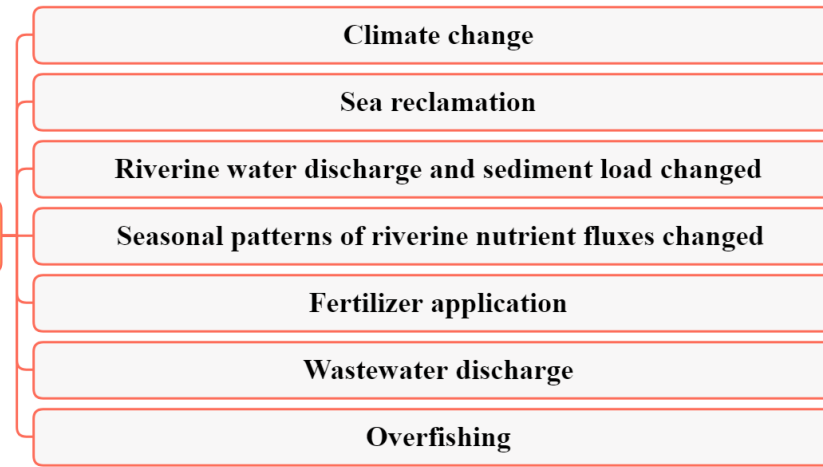 Climate change
Sea reclamation
Riverine water discharge and sediment load changed
Seasonal patterns of riverine nutrient fluxes changed
Fertilizer application
Wastewater discharge
Overfishing